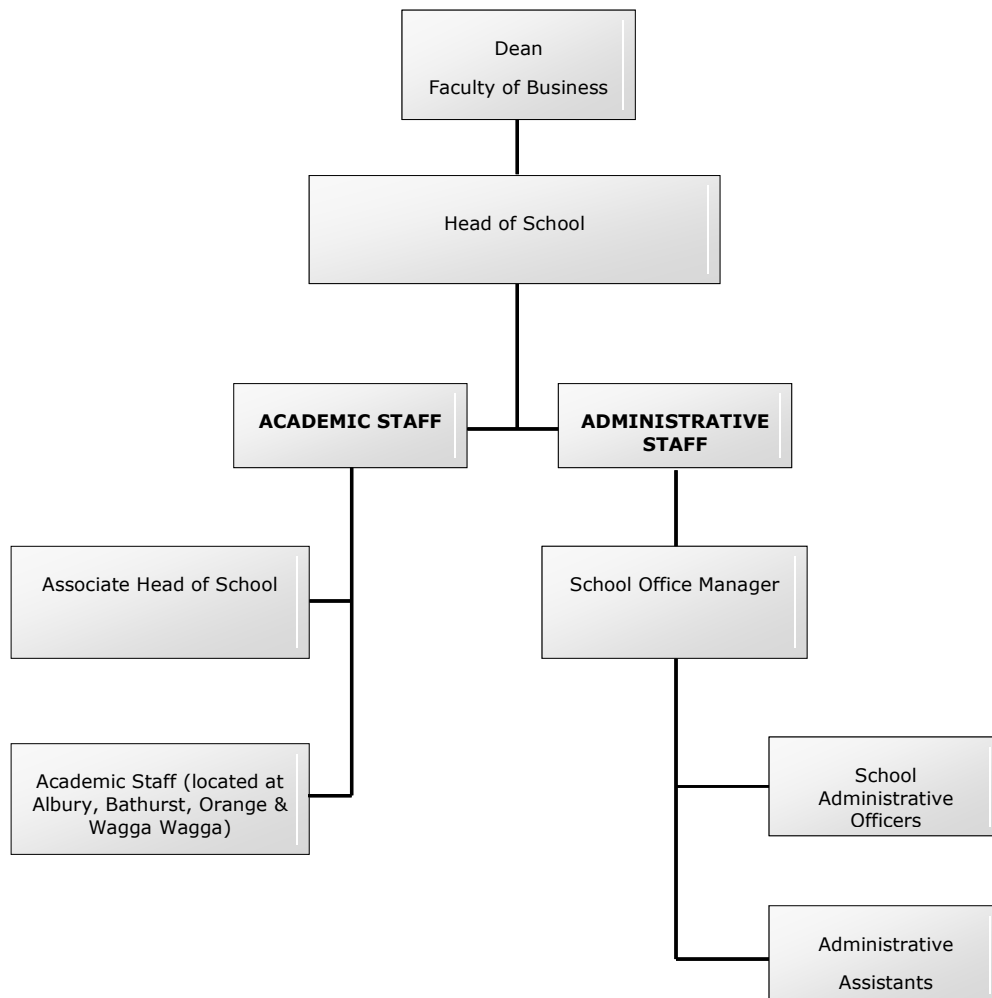 Dean
Faculty of Business
Head of School
ACADEMIC STAFF
ADMINISTRATIVE
STAFF
Associate Head of School
School Office Manager
Academic Staff (located at
Albury, Bathurst, Orange &
Wagga Wagga)
School
Administrative
Officers
Administrative
Assistants